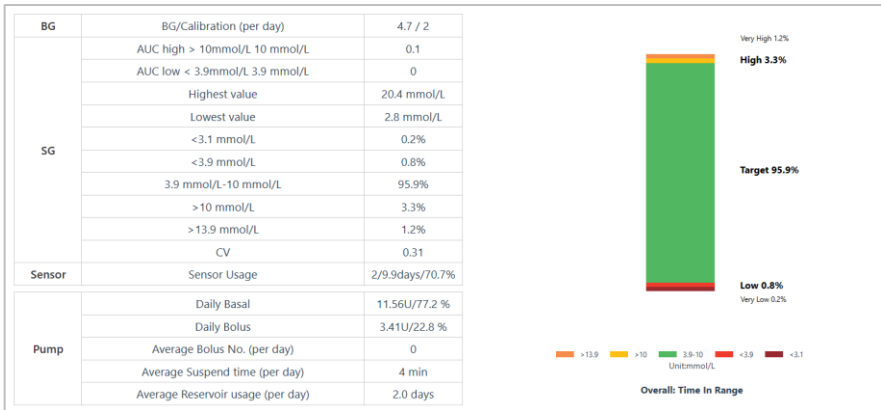 BG BG/Calibration (per day) 4.7 / 2
SG
AUC high > 10mmol/L 10 mmol/L 0.1
AUC low < 3.9mmol/L 3.9 mmol/L 0
Highest value 20.4 mmol/L
Lowest value 2.8 mmol/L
<3.1 mmol/L 0.2%
<3.9 mmol/L 0.8%
3.9 mmol/L-10 mmol/L 95.9%
>10 mmol/L 3.3%
>13.9 mmol/L 1.2%
CV 0.31
Sensor Sensor Usage 2/9.9days/70.7%
Pump
Daily Basal 11.56U/77.2 %
Daily Bolus 3.41U/22.8 %
Average Bolus No. (per day) 0
Average Suspend time (per day) 4 min
Average Reservoir usage (per day) 2.0 days
Very High 1.2%
High 3.3%
Target 95.9%
Low 0.8%
Very Low 0.2%
>13.9 >10 3.9-10 <3.9 <3.1
Unit:mmol/L
Overall: Time In Range